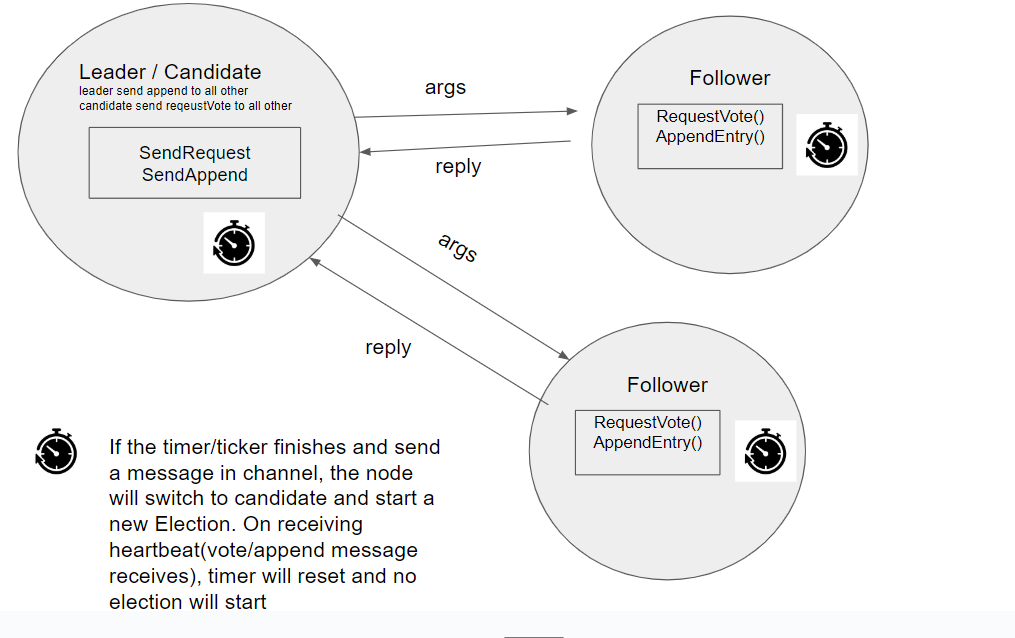 Leader / Candidate
leader send append to all other
candidate send reqeustVote to all other
SendRequest
SendAppend
args
reply
Follower
RequestVote()
AppendEntry()
args
reply
Follower
RequestVote()
AppendEntry()
If the timer/ticker finishes and send
a message in channel, the node
will switch to candidate and start a
new Election. On receiving
heartbeat(vote/append message
receives), timer will reset and no
election will start